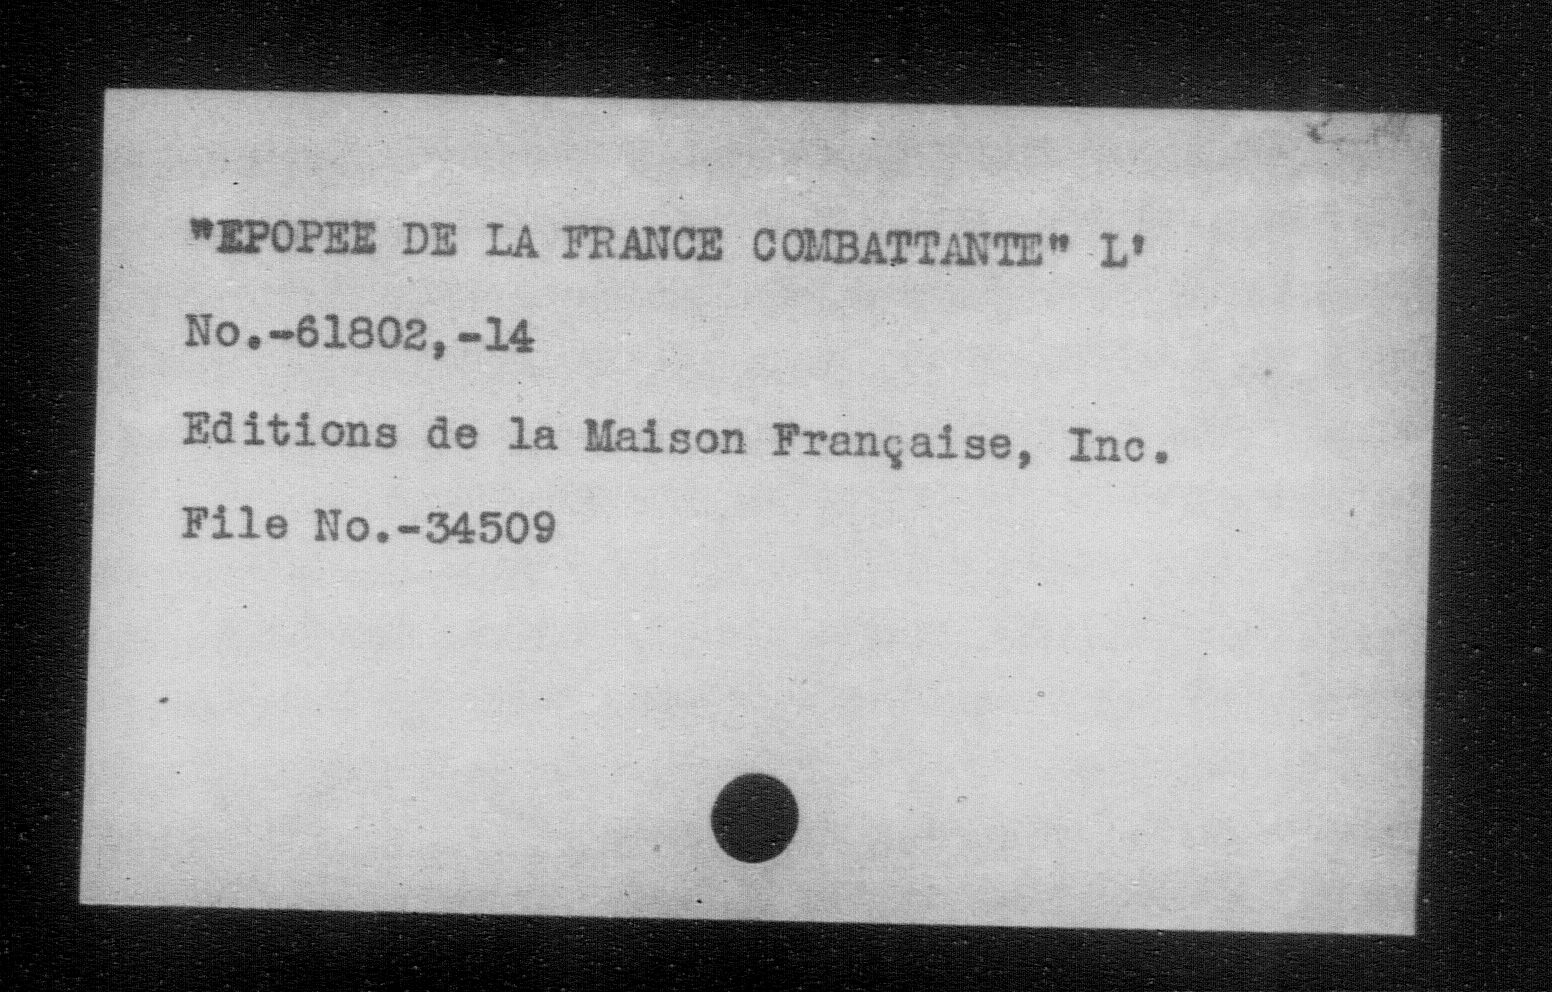 "EPOPEE DE LA FRANCE COMBATTANTE" L'
No.-61802,-14
Editions de la Maison Française, Inc.
File No.-34509